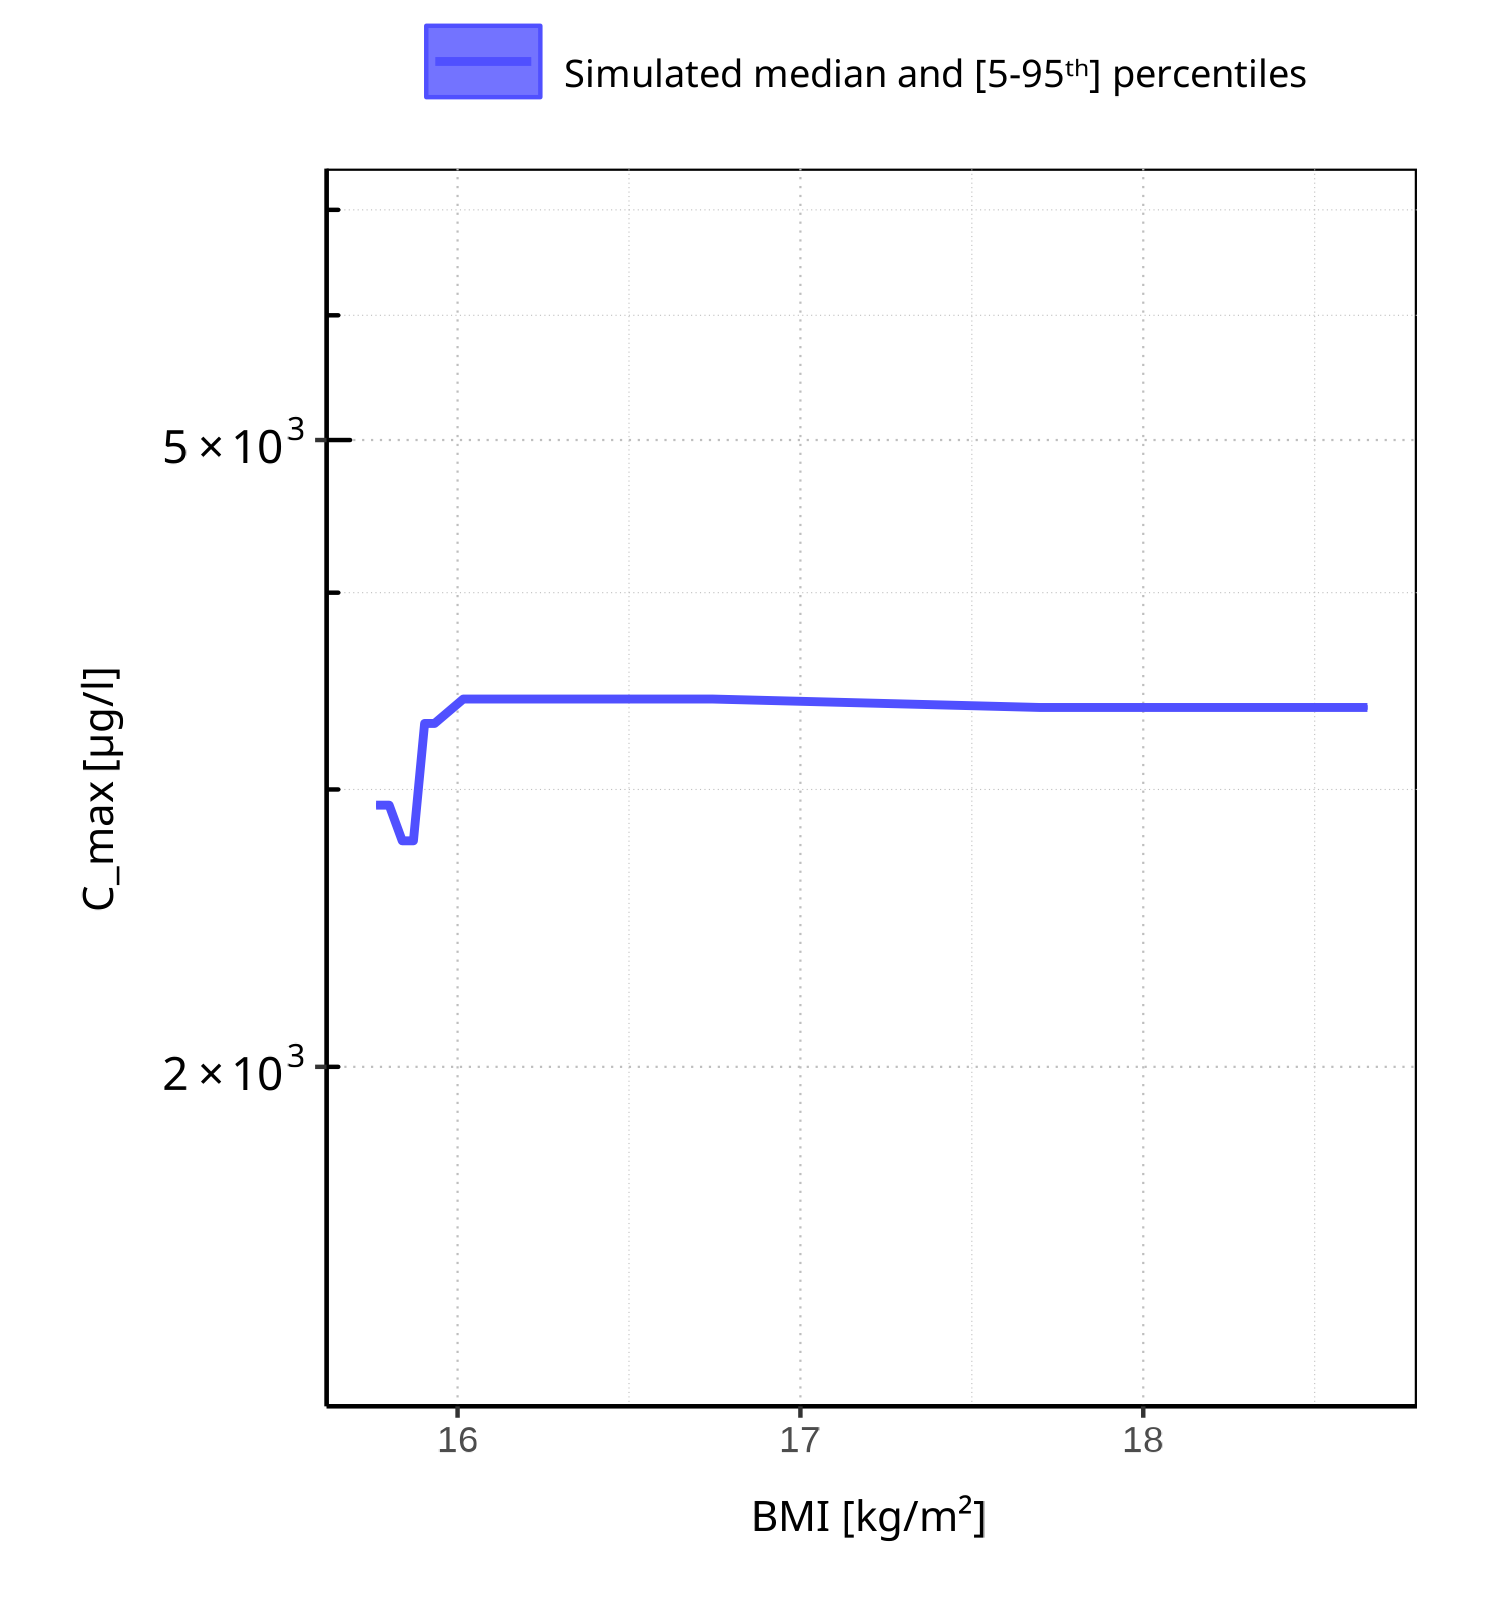 Simulated median and [5-95ᵗʰ] percentiles
5 × 10³
C_max [µg/l]
2 × 10³
16 17 18
BMI [kg/m²]